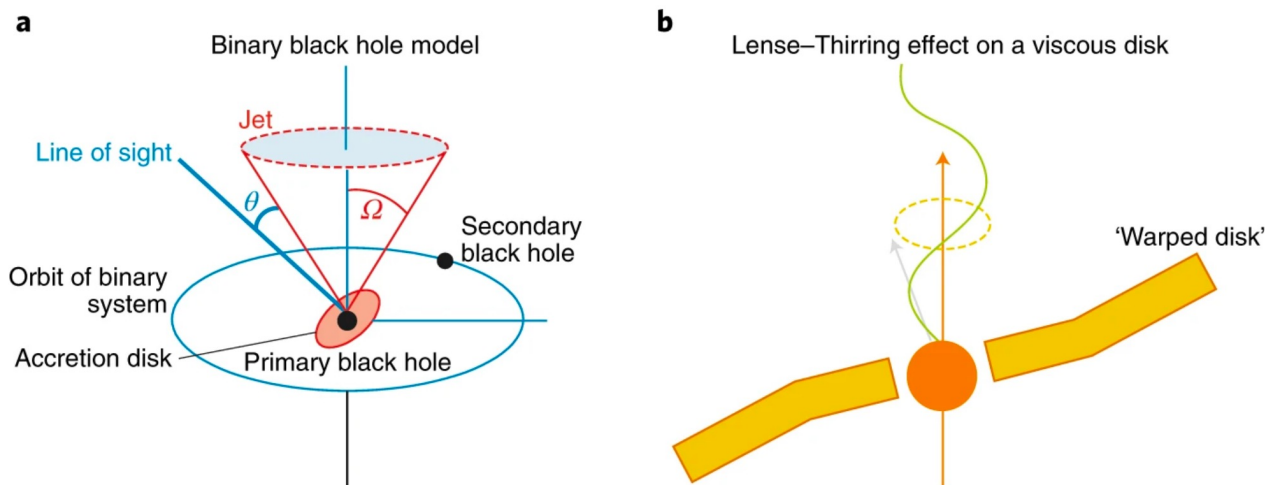 a
Binary black hole model
Jet
Line of sight
θ
Ω
Secondary
black hole
Orbit of binary
system
Accretion disk
Primary black hole
b
Lense–Thirring effect on a viscous disk
‘Warped disk’